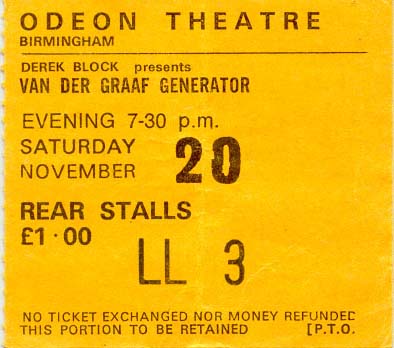 ODEON THEATRE
BIRMINGHAM
DEREK BLOCK presents
VAN DER GRAAF GENERATOR
EVENING 7-30 p.m.
SATURDAY
NOVEMBER 20
REAR STALLS
£1·00
LL 3
NO TICKET EXCHANGED NOR MONEY REFUNDED
THIS PORTION TO BE RETAINED [P.T.O.